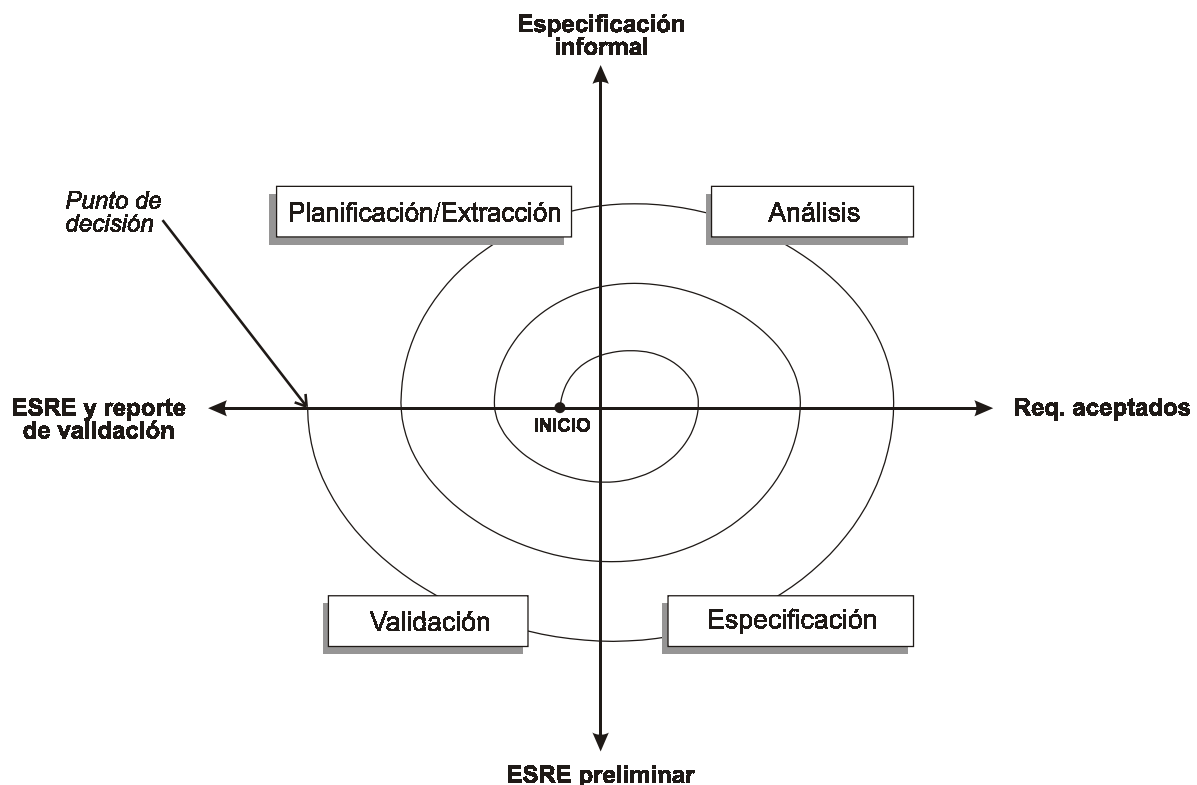 Especificación
informal
Punto de
decisión
Planificación/Extracción
Análisis
ESRE y reporte
de validación
INICIO
Req. aceptados
Validación
Especificación
ESRE preliminar